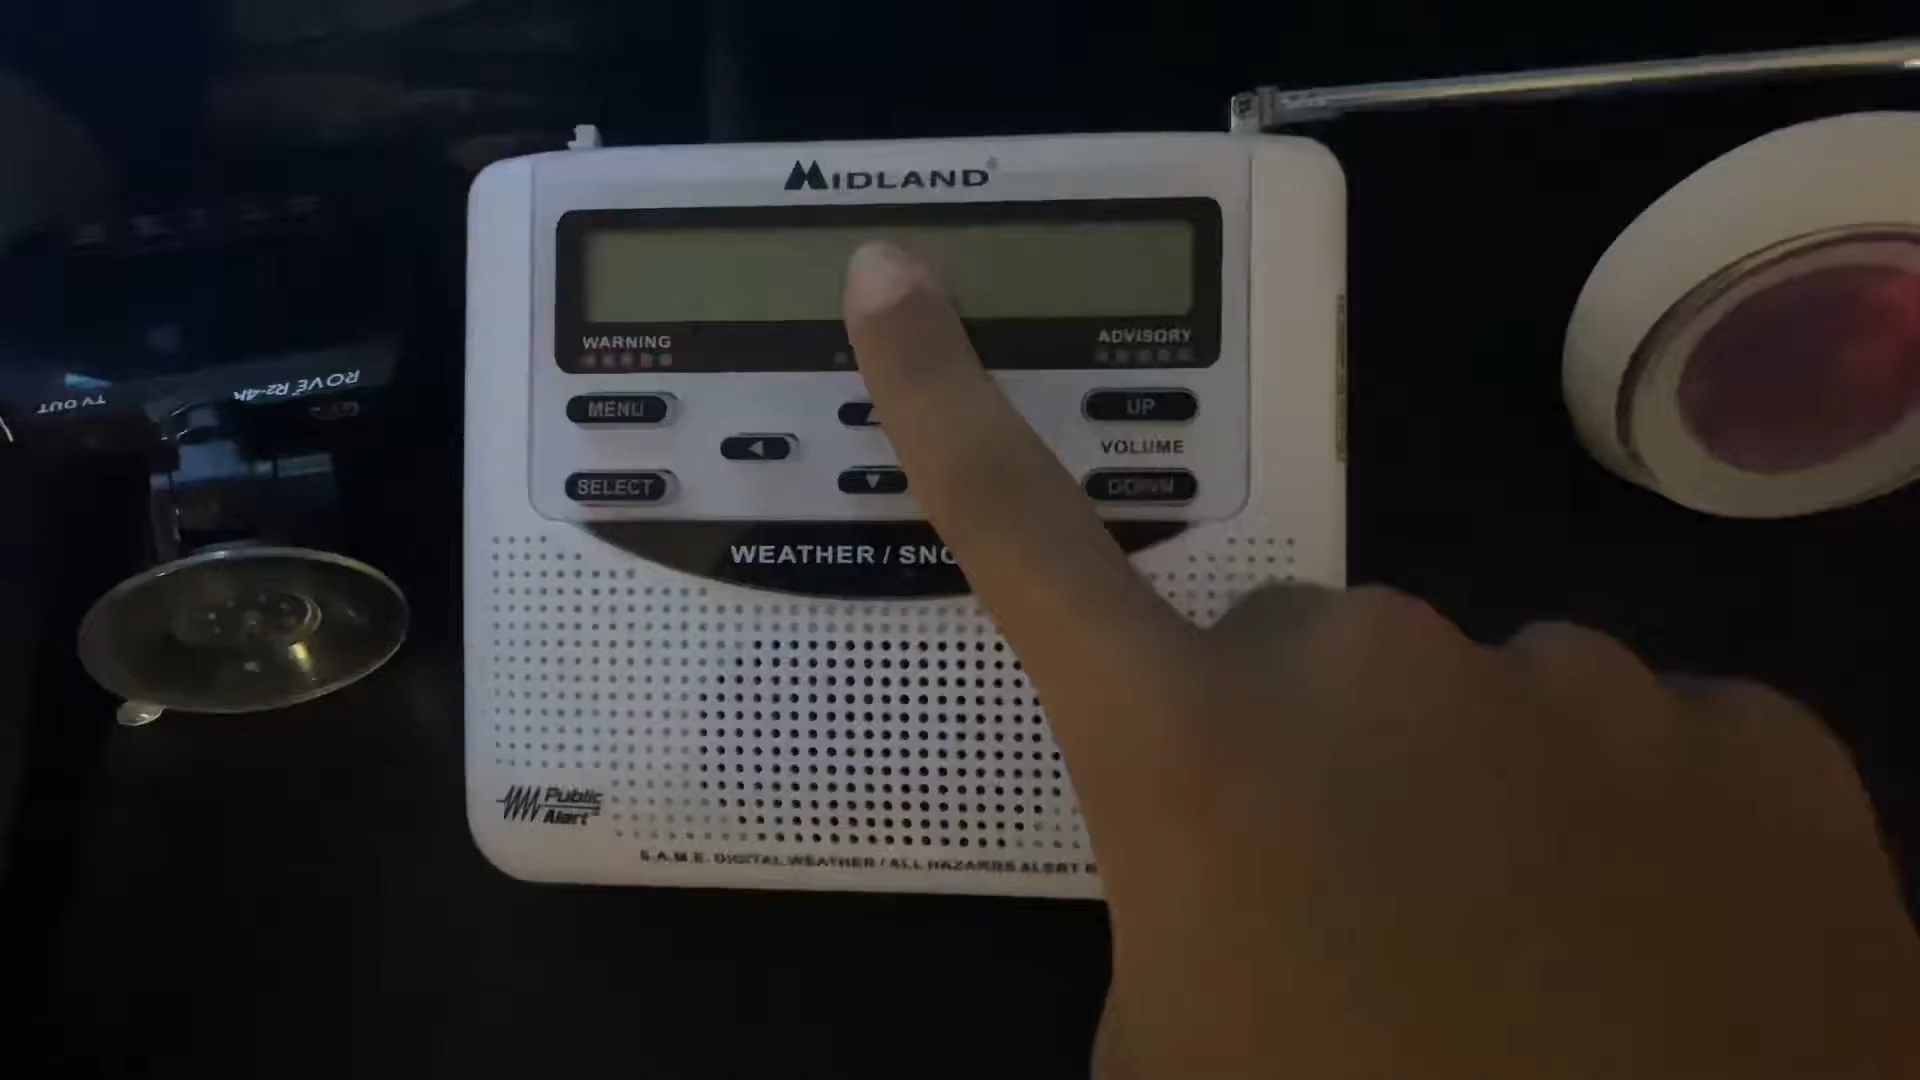 MIDLAND
WARNING
ADVISORY
MENU
UP
VOLUME
SELECT
DOWN
WEATHER / SNO
Public
Alert
S.A.M.E. DIGITAL WEATHER / ALL HAZARDS ALERT
ROVE R2-4K
TV OUT